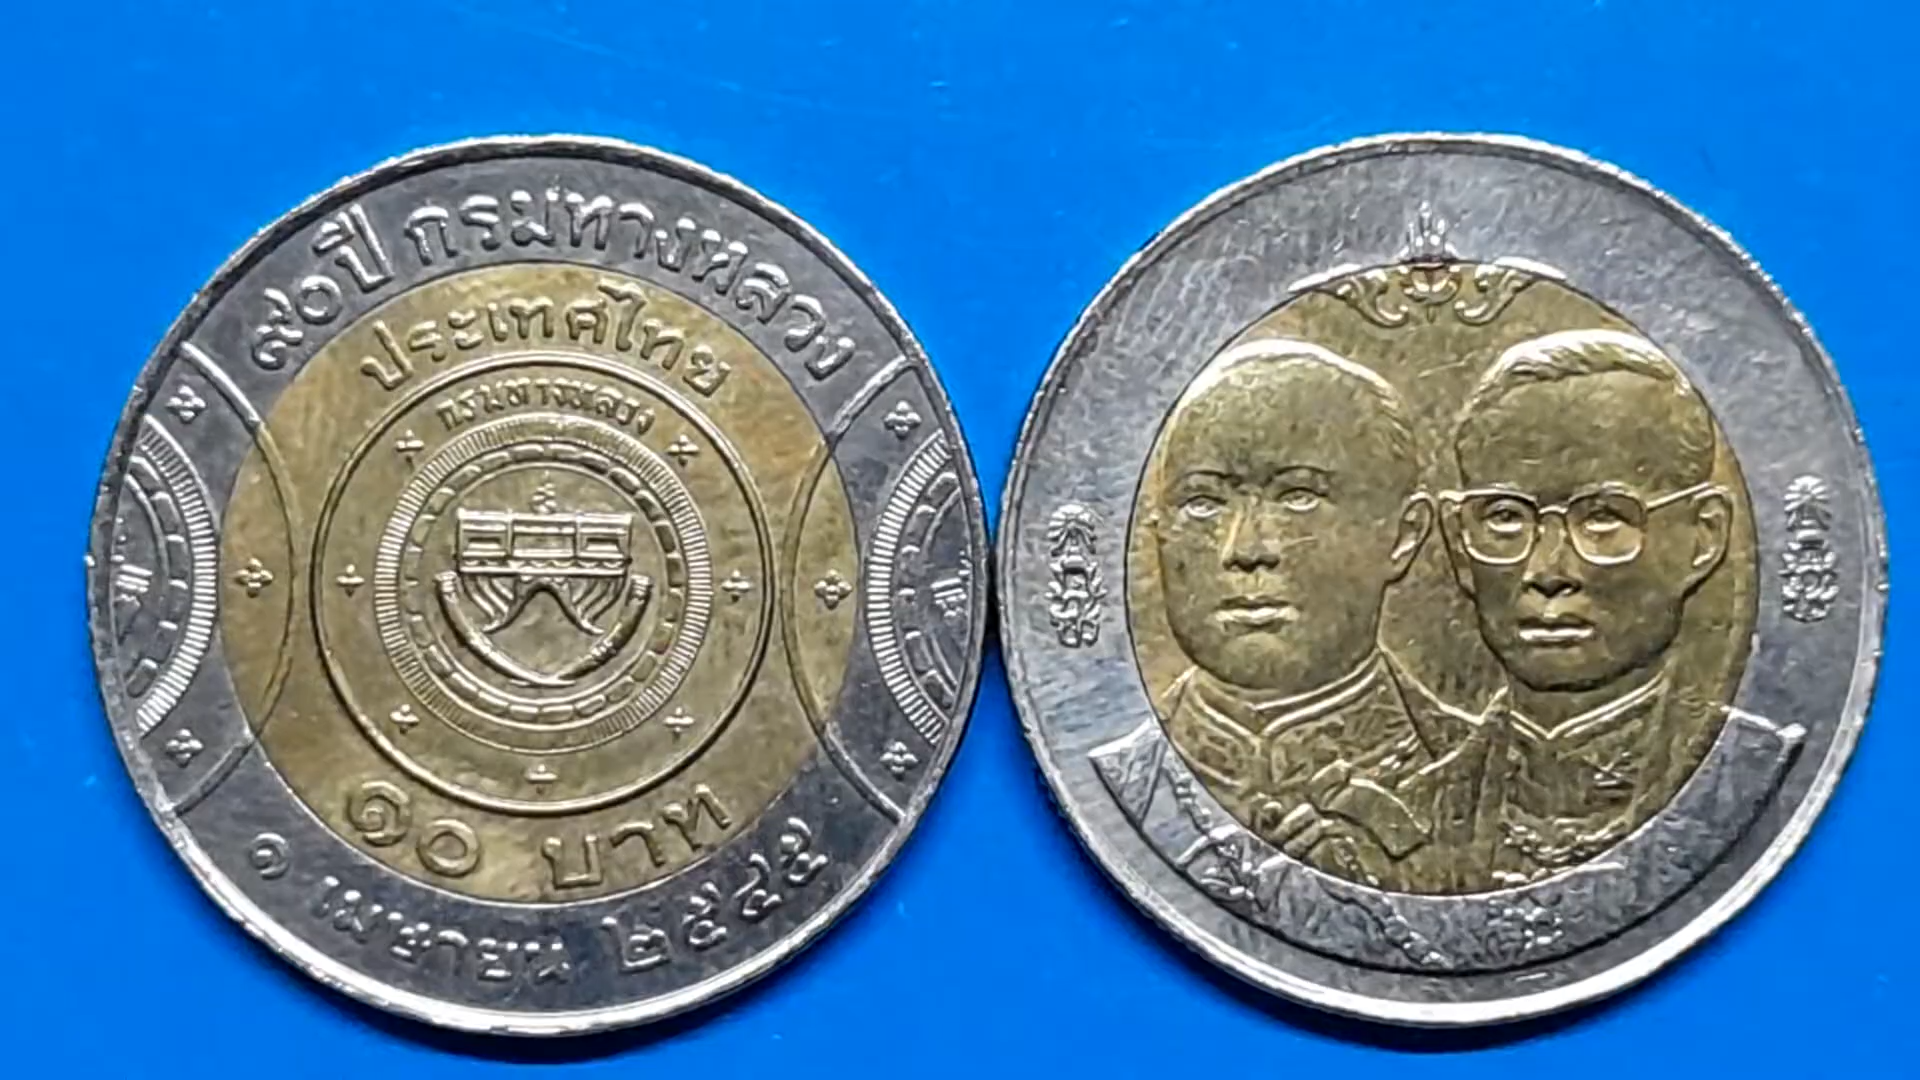 ๙๐ปี กรมทางหลวง
ประเทศไทย
กรมทางหลวง
๑๐ บาท
๑ เมษายน ๒๕๔๕